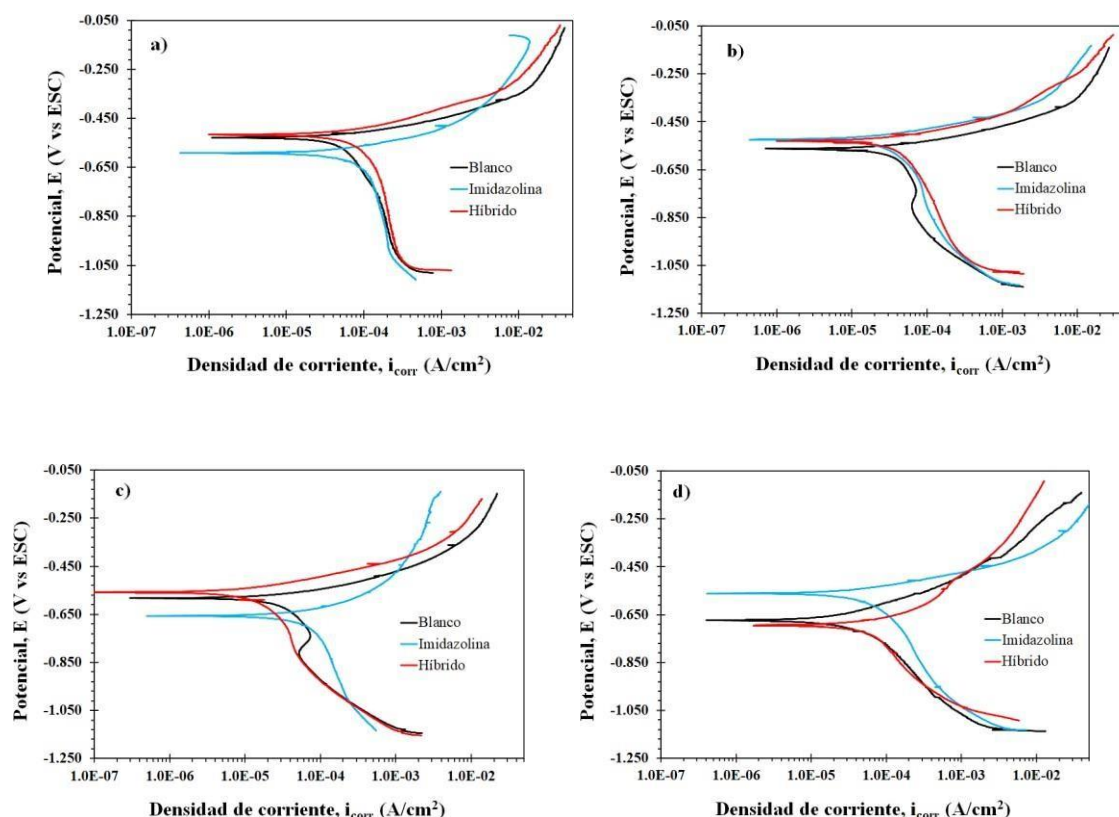 a)
-0.050
-0.250
-0.450
-0.650
-0.850
-1.050
-1.250
Potencial, E (V vs ESC)
Blanco
Imidazolina
Híbrido
1.0E-07 1.0E-06 1.0E-05 1.0E-04 1.0E-03 1.0E-02
Densidad de corriente, icorr (A/cm²)
b)
-0.050
-0.250
-0.450
-0.650
-0.850
-1.050
-1.250
Potencial, E (V vs ESC)
Blanco
Imidazolina
Híbrido
1.0E-07 1.0E-06 1.0E-05 1.0E-04 1.0E-03 1.0E-02
Densidad de corriente, icorr (A/cm²)
c)
-0.050
-0.250
-0.450
-0.650
-0.850
-1.050
-1.250
Potencial, E (V vs ESC)
Blanco
Imidazolina
Híbrido
1.0E-07 1.0E-06 1.0E-05 1.0E-04 1.0E-03 1.0E-02
Densidad de corriente, icorr (A/cm²)
d)
-0.050
-0.250
-0.450
-0.650
-0.850
-1.050
-1.250
Potencial, E (V vs ESC)
Blanco
Imidazolina
Híbrido
1.0E-07 1.0E-06 1.0E-05 1.0E-04 1.0E-03 1.0E-02
Densidad de corriente, icorr (A/cm²)